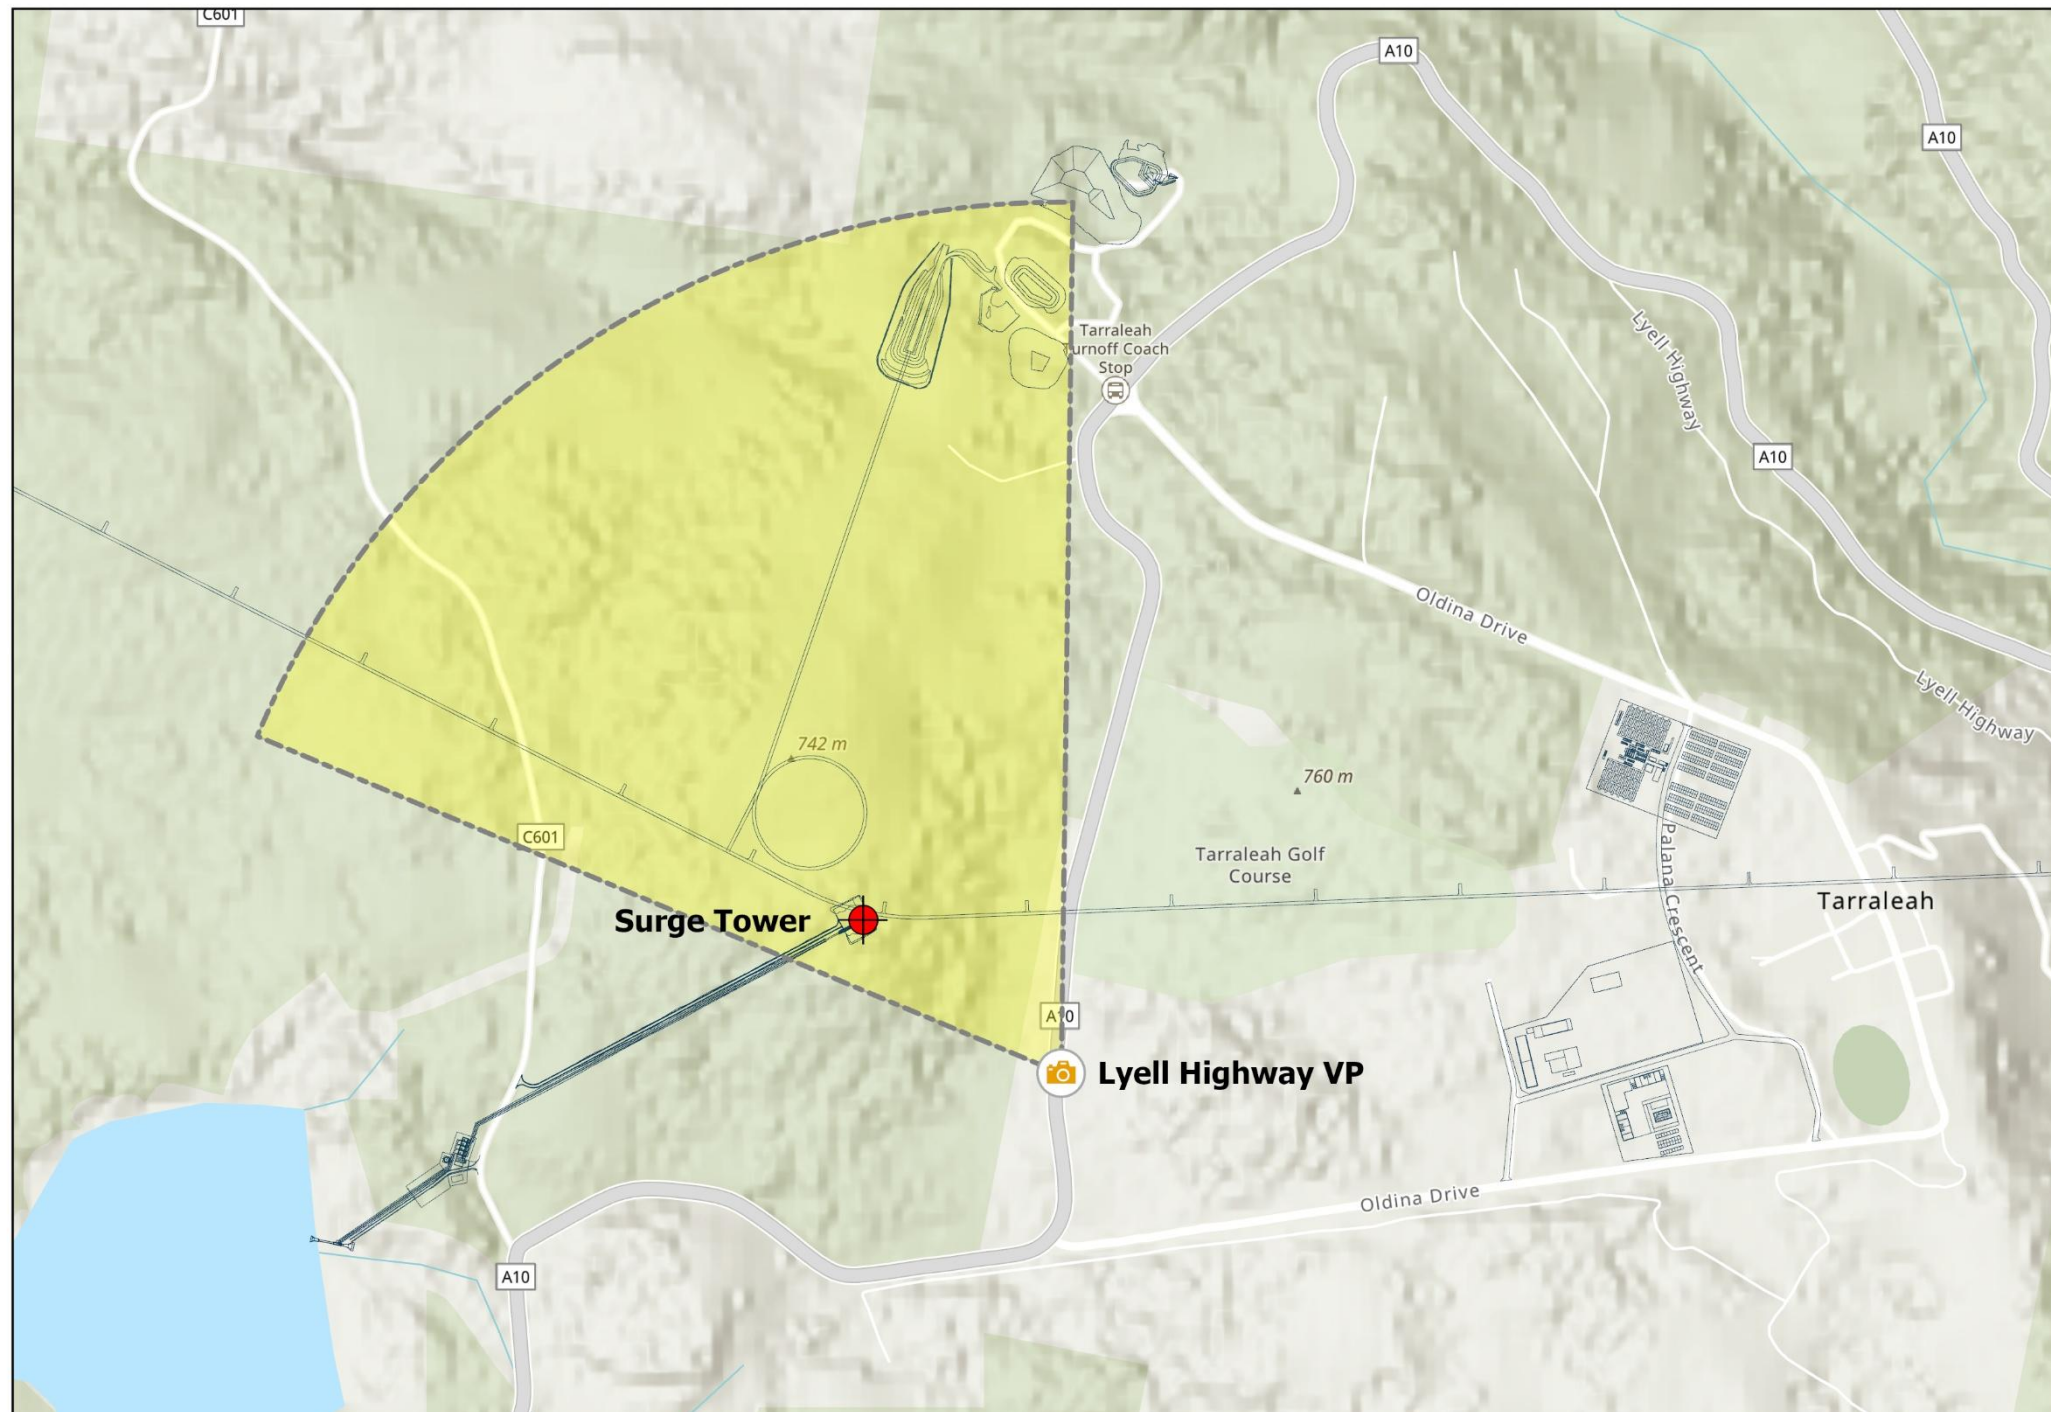 C601
A10
A10
Tarraleah
Turnoff Coach
Stop
Lyell Highway
A10
Oldina Drive
Lyell Highway
742 m
760 m
C601
Tarraleah Golf
Course
Palana Crescent
Tarraleah
Surge Tower
A10
Lyell Highway VP
Oldina Drive
A10